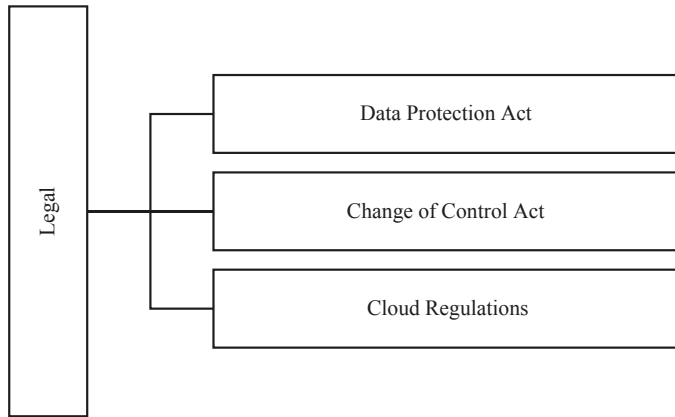 Legal
Data Protection Act
Change of Control Act
Cloud Regulations